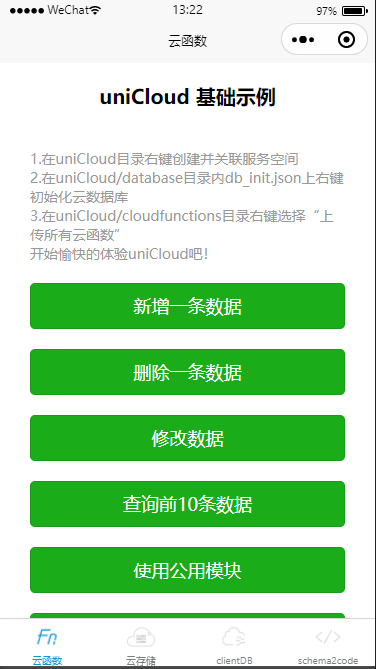 WeChat 13:22 97%
云函数
uniCloud 基础示例
1.在uniCloud目录右键创建并关联服务空间
2.在uniCloud/database目录内db_init.json上右键
初始化云数据库
3.在uniCloud/cloudfunctions目录右键选择“上
传所有云函数”
开始愉快的体验uniCloud吧！
新增一条数据
删除一条数据
修改数据
查询前10条数据
使用公用模块
Fn
云函数 云存储 clientDB schema2code